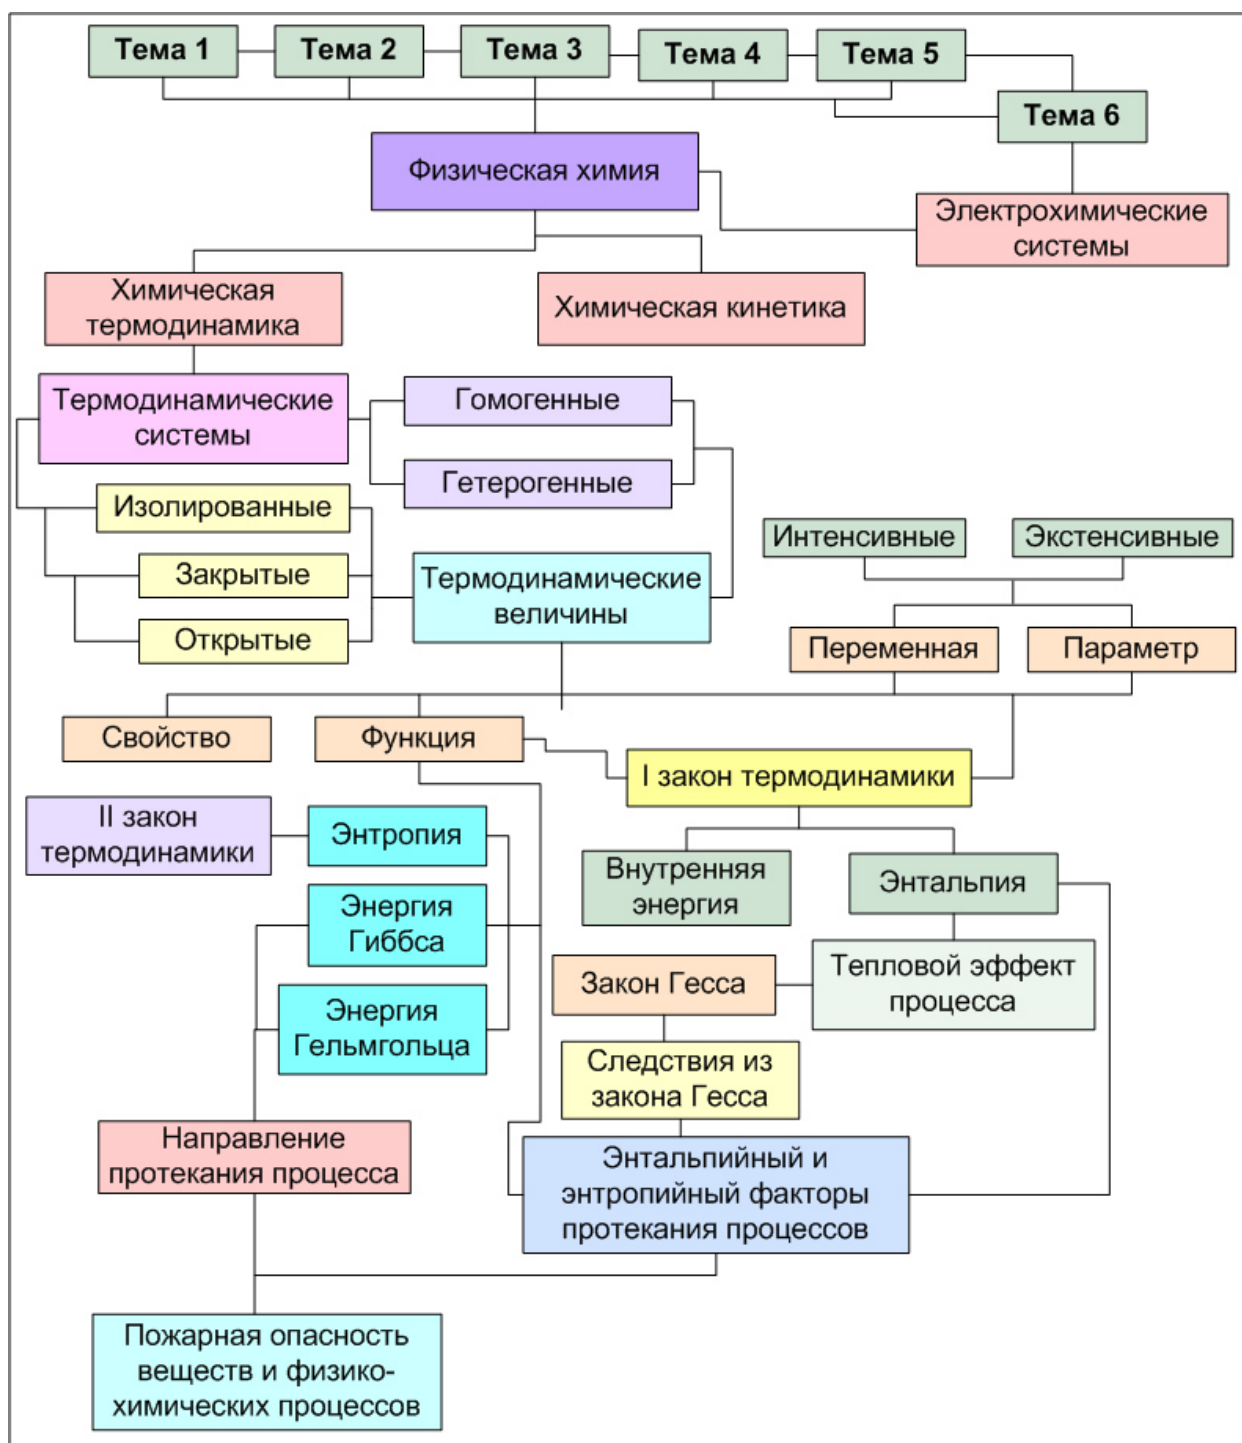 Тема 1
Тема 2
Тема 3
Тема 4
Тема 5
Тема 6
Физическая химия
Электрохимические
системы
Химическая
термодинамика
Химическая кинетика
Термодинамические
системы
Гомогенные
Гетерогенные
Изолированные
Закрытые
Открытые
Термодинамические
величины
Интенсивные
Экстенсивные
Переменная
Параметр
Свойство
Функция
I закон термодинамики
II закон
термодинамики
Энтропия
Внутренняя
энергия
Энтальпия
Энергия
Гиббса
Закон Гесса
Тепловой эффект
процесса
Энергия
Гельмгольца
Следствия из
закона Гесса
Направление
протекания процесса
Энтальпийный и
энтропийный факторы
протекания процессов
Пожарная опасность
веществ и физико-
химических процессов